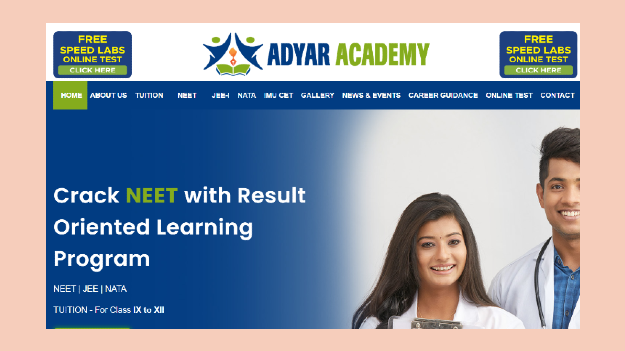 FREE
SPEED LABS
ONLINE TEST
CLICK HERE
ADYAR ACADEMY
FREE
SPEED LABS
ONLINE TEST
CLICK HERE
HOME ABOUT US TUITION NEET JEE-I NATA IMU CET GALLERY NEWS & EVENTS CAREER GUIDANCE ONLINE TEST CONTACT
Crack NEET with Result
Oriented Learning
Program
NEET | JEE | NATA
TUITION - For Class IX to XII